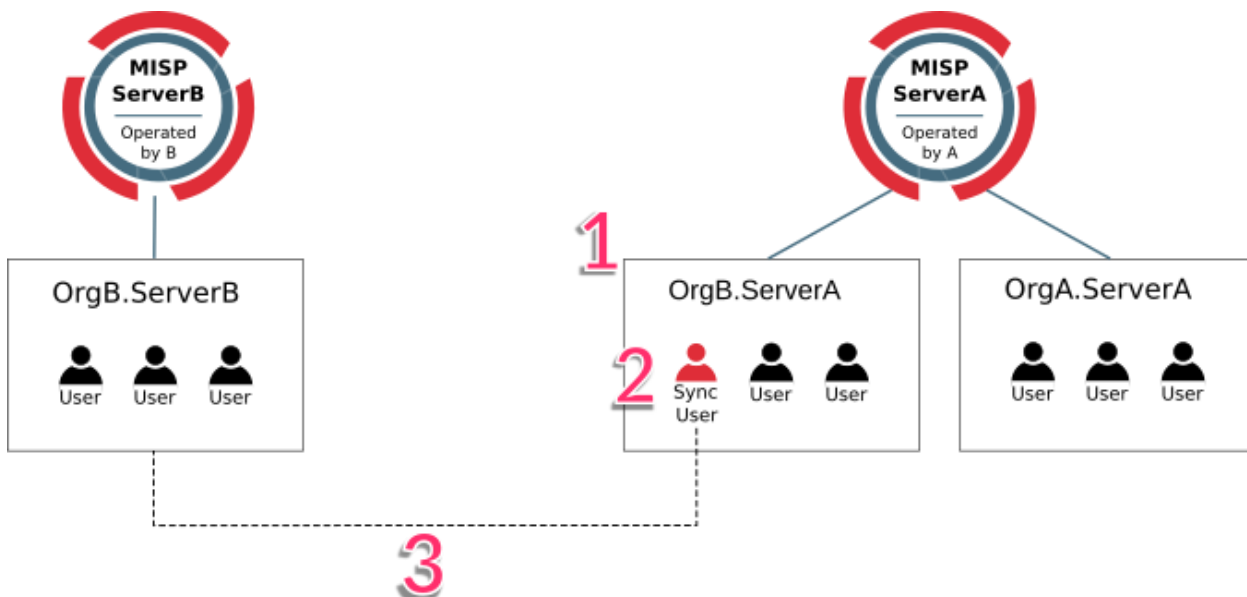 MISP
ServerB
Operated
by B
MISP
ServerA
Operated
by A
1
OrgB.ServerB
User
User
User
OrgB.ServerA
2
Sync
User
User
User
OrgA.ServerA
User
User
User
3